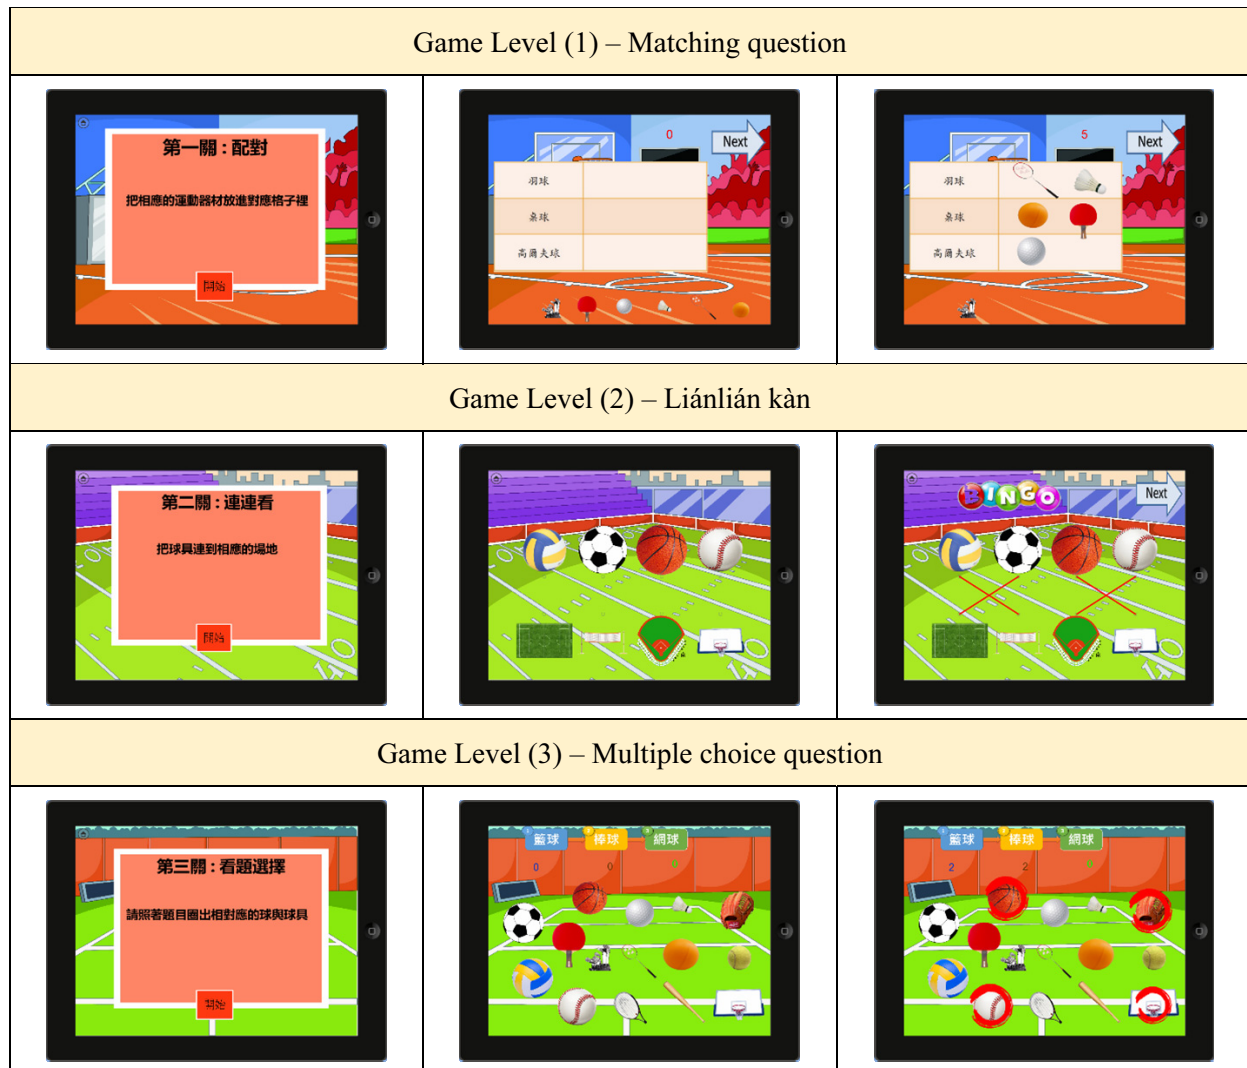 Game Level (1) – Matching question
第一關 : 配對
把相應的運動器材放進對應格子裡
開始
0
Next
羽球
桌球
高爾夫球
5
Next
羽球
桌球
高爾夫球
Game Level (2) – Liánlián kàn
第二關 : 連連看
把球具連到相應的場地
開始
BINGO
Next
Game Level (3) – Multiple choice question
第三關 : 看題選擇
請照著題目圈出相對應的球與球具
開始
籃球 棒球 網球
0 0 0
籃球 棒球 網球
2 2 0